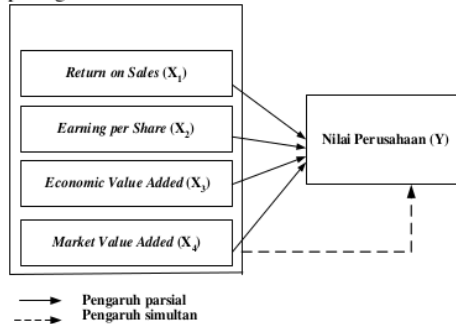 Return on Sales (X1)
Earning per Share (X2)
Nilai Perusahaan (Y)
Economic Value Added (X3)
Market Value Added (X4)
Pengaruh parsial
Pengaruh simultan